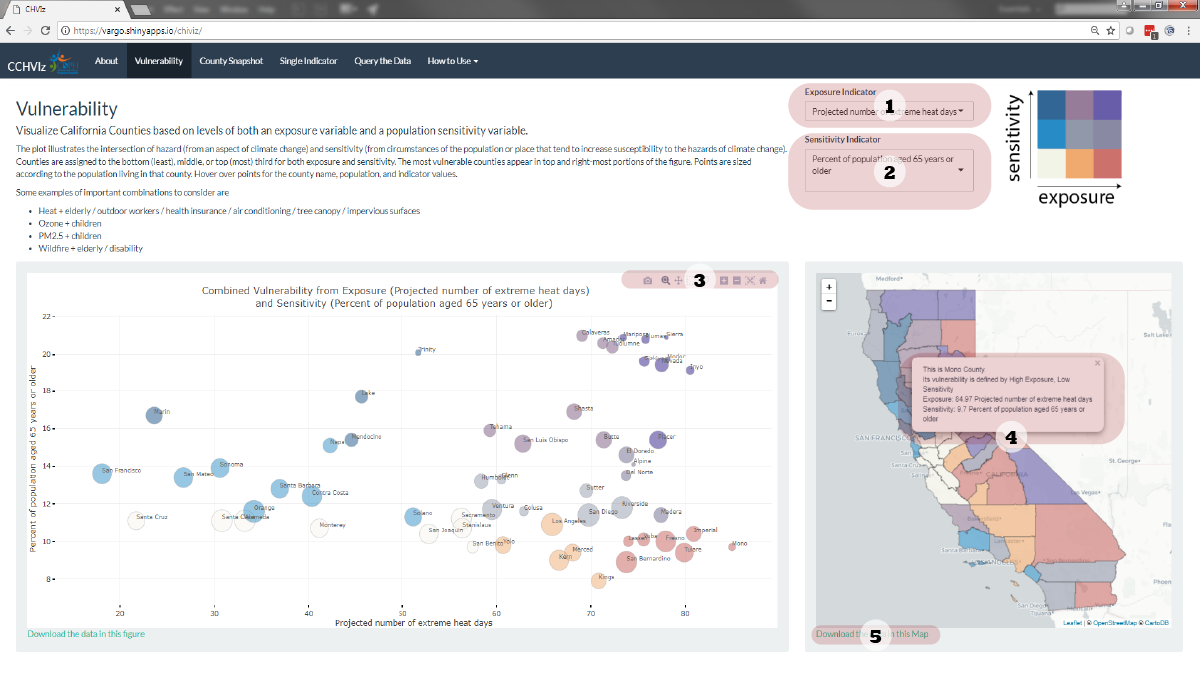 CHVIz
https://vargo.shinyapps.io/chiviz/
CCHVIz
About
Vulnerability
County Snapshot
Single Indicator
Query the Data
How to Use
Vulnerability
Visualize California Counties based on levels of both an exposure variable and a population sensitivity variable.
The plot illustrates the intersection of hazard (from an aspect of climate change) and sensitivity (from circumstances of the population or place that tend to increase susceptibility to the hazards of climate change).
Counties are assigned to the bottom (least), middle, or top (most) third for both exposure and sensitivity. The most vulnerable counties appear in top and right-most portions of the figure. Points are sized
according to the population living in that county. Hover over points for the county name, population, and indicator values.
Some examples of important combinations to consider are
• Heat + elderly / outdoor workers / health insurance / air conditioning / tree canopy / impervious surfaces
• Ozone + children
• PM2.5 + children
• Wildfire + elderly / disability
Exposure Indicator
Projected number extreme heat days
1
Sensitivity Indicator
Percent of population aged 65 years or
older
2
sensitivity
exposure
3
Combined Vulnerability from Exposure (Projected number of extreme heat days)
and Sensitivity (Percent of population aged 65 years or older)
Percent of population aged 65 years or older
22
20
18
16
14
12
10
8
Calaveras
Mariposa
Sierra
Trinity
Inyo
Lake
Marin
Shasta
Tehama
Napa
Mendocino
San Luis Obispo
Butte
Placer
El Dorado
Alpine
Del Norte
San Francisco
San Mateo
Sonoma
Humboldt
Glenn
Santa Barbara
Contra Costa
Sutter
Orange
Ventura
Colusa
Riverside
San Diego
Madera
Santa Cruz
Monterey
Solano
Sacramento
Stanislaus
San Joaquin
San Benito
Yolo
Los Angeles
Merced
Kern
Kings
Fresno
Imperial
Tulare
San Bernardino
Mono
20
30
40
50
60
70
80
Projected number of extreme heat days
Download the data in this figure
+
-
Medford
Eureka
Salt Lake
This is Mono County
Its vulnerability is defined by High Exposure, Low
Sensitivity
Exposure: 84.97 Projected number of extreme heat days
Sensitivity: 9.7 Percent of population aged 65 years or
older
4
SAN FRANCISCO
Santa Cruz
CALIFORNIA
St. George
Las Vegas
Santa Barbara
LOS ANGELES
San Diego
Tijuana
Phoen
Leaflet | © OpenStreetMap © CartoDB
Download the in this Map
5